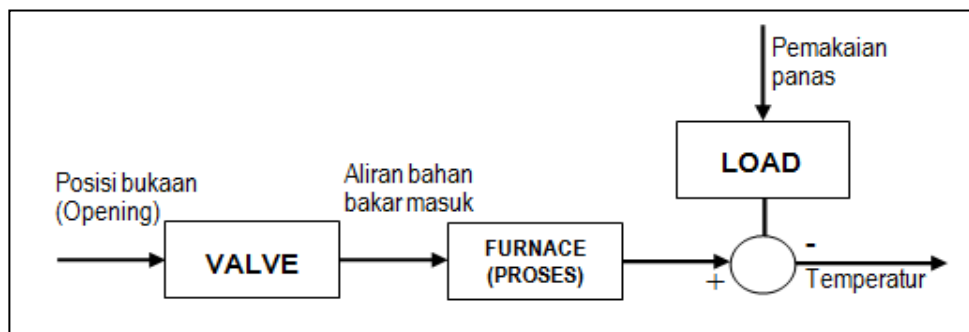 Pemakaian
panas
LOAD
Posisi bukaan
(Opening)
Aliran bahan
bakar masuk
VALVE
FURNACE
(PROSES)
+
-
Temperatur